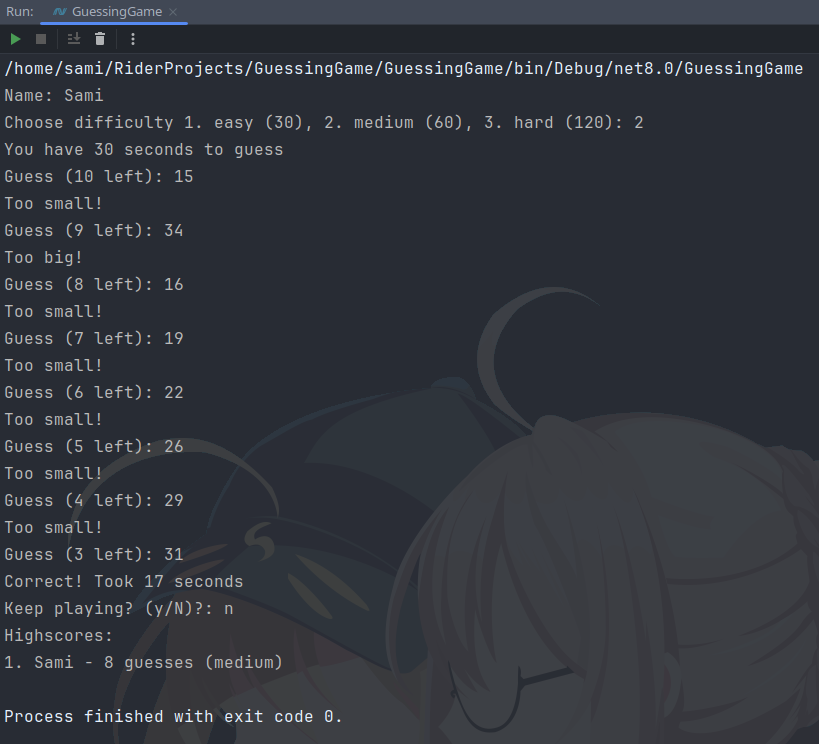 Run: GuessingGame
/home/sami/RiderProjects/GuessingGame/GuessingGame/bin/Debug/net8.0/GuessingGame
Name: Sami
Choose difficulty 1. easy (30), 2. medium (60), 3. hard (120): 2
You have 30 seconds to guess
Guess (10 left): 15
Too small!
Guess (9 left): 34
Too big!
Guess (8 left): 16
Too small!
Guess (7 left): 19
Too small!
Guess (6 left): 22
Too small!
Guess (5 left): 26
Too small!
Guess (4 left): 29
Too small!
Guess (3 left): 31
Correct! Took 17 seconds
Keep playing? (y/N)?: n
Highscores:
1. Sami - 8 guesses (medium)
Process finished with exit code 0.